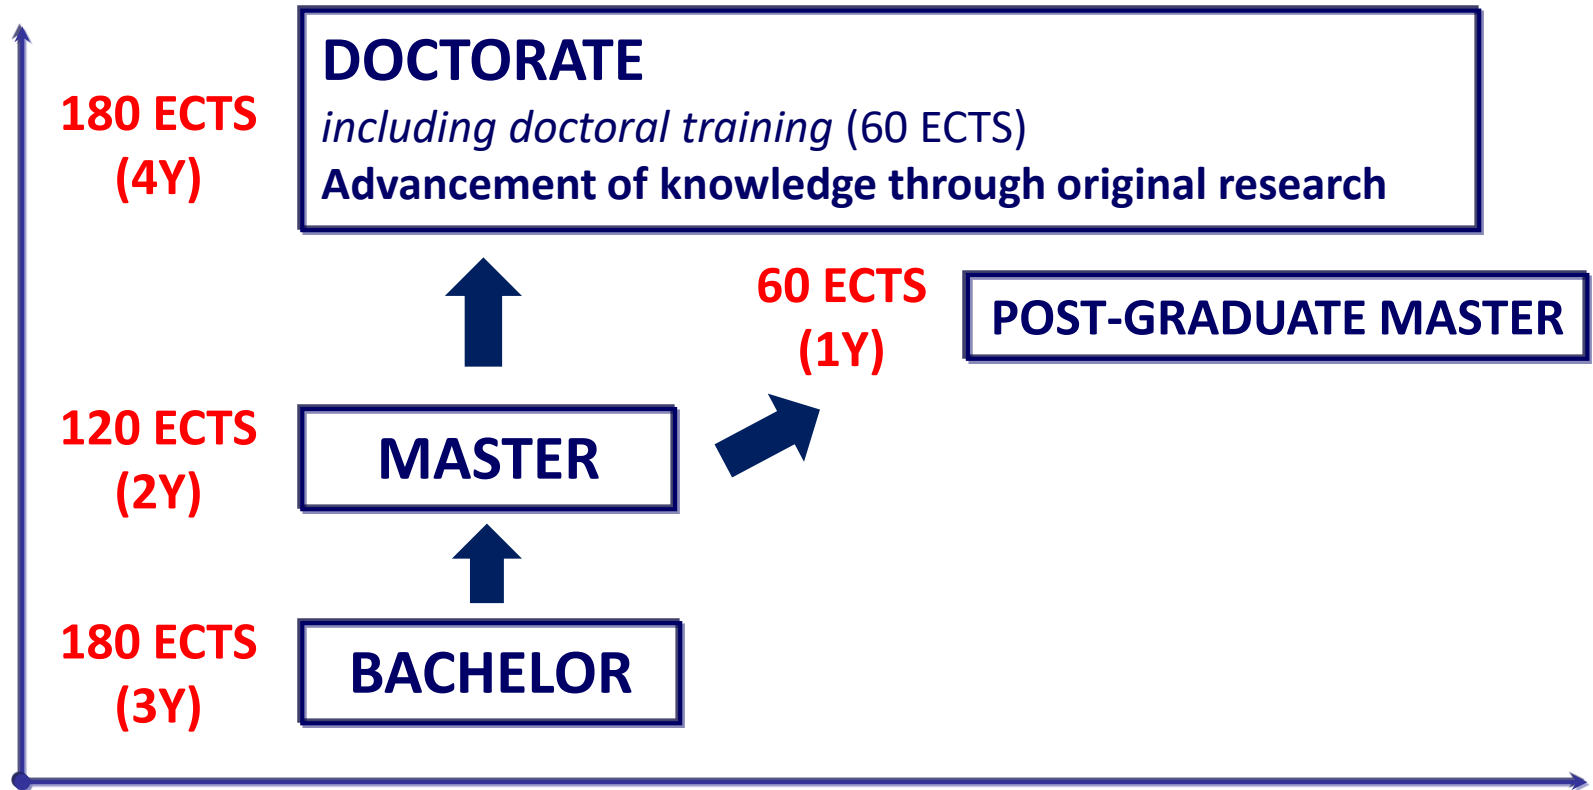 180 ECTS
(4Y)
DOCTORATE
including doctoral training (60 ECTS)
Advancement of knowledge through original research
60 ECTS
(1Y)
POST-GRADUATE MASTER
120 ECTS
(2Y)
MASTER
180 ECTS
(3Y)
BACHELOR